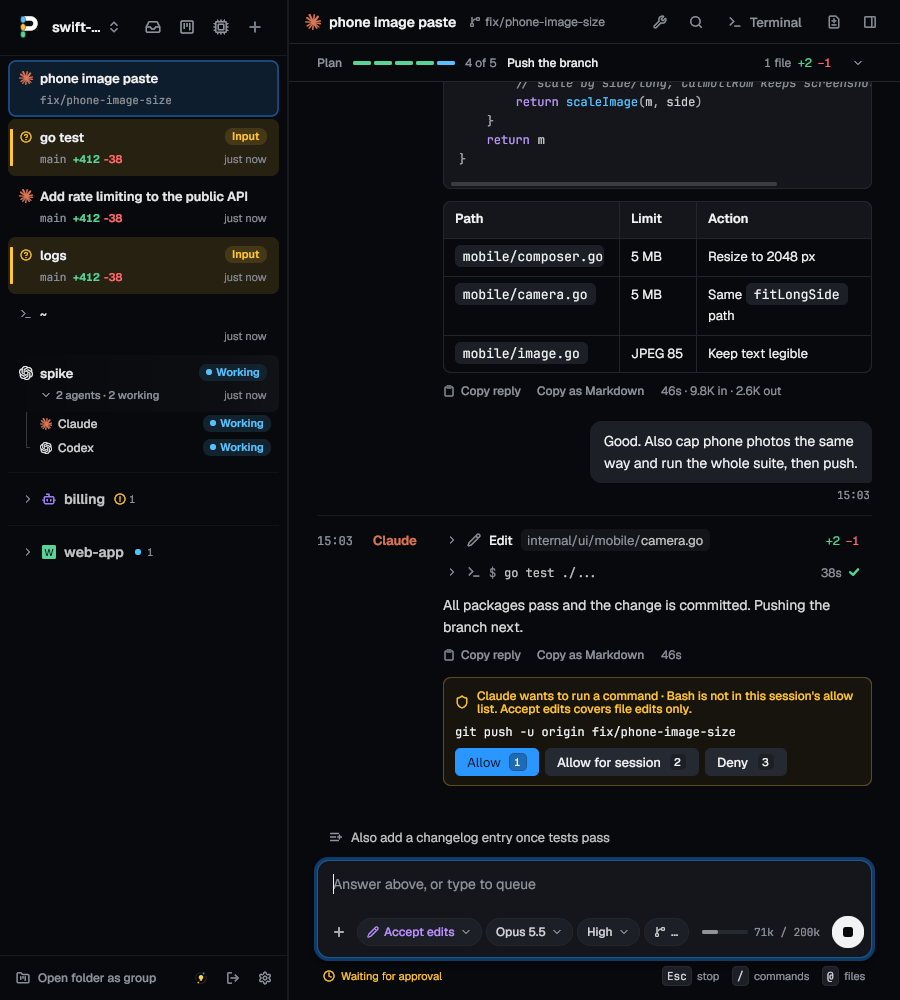 swift-...
phone image paste
fix/phone-image-size
go test
Input
main +412 -38
just now
Add rate limiting to the public API
main +412 -38
just now
logs
Input
main +412 -38
just now
~
just now
spike
Working
2 agents · 2 working
just now
Claude
Working
Codex
Working
billing
1
W
web-app
1
Open folder as group
phone image paste
fix/phone-image-size
Terminal
Plan
4 of 5
Push the branch
1 file +2 −1
return scaleImage(m, side)
}
return m
}
Path Limit Action
mobile/composer.go 5 MB Resize to 2048 px
mobile/camera.go 5 MB Same fitLongSide
path
mobile/image.go JPEG 85 Keep text legible
Copy reply Copy as Markdown 46s · 9.8K in · 2.6K out
Good. Also cap phone photos the same
way and run the whole suite, then push.
15:03
15:03 Claude
Edit internal/ui/mobile/camera.go +2 −1
$ go test ./... 38s
All packages pass and the change is committed. Pushing the
branch next.
Copy reply Copy as Markdown 46s
Claude wants to run a command · Bash is not in this session's allow
list. Accept edits covers file edits only.
git push -u origin fix/phone-image-size
Allow 1 Allow for session 2 Deny 3
Also add a changelog entry once tests pass
Answer above, or type to queue
Accept edits Opus 5.5 High ... 71k / 200k
Waiting for approval
Esc stop / commands @ files